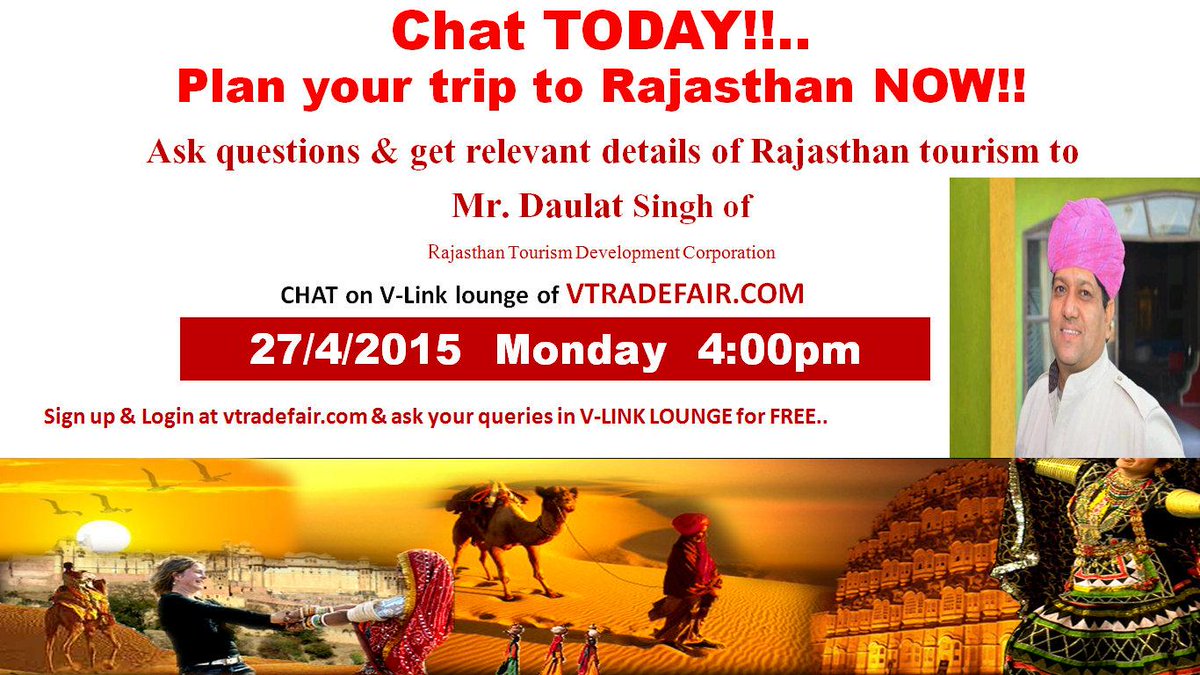 Chat TODAY!!..
Plan your trip to Rajasthan NOW!!
Ask questions & get relevant details of Rajasthan tourism to
Mr. Daulat Singh of
Rajasthan Tourism Development Corporation
CHAT on V-Link lounge of VTRADEFAIR.COM
27/4/2015 Monday 4:00pm
Sign up & Login at vtradefair.com & ask your queries in V-LINK LOUNGE for FREE..